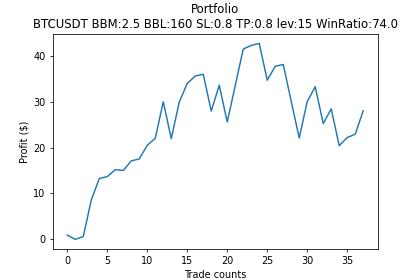 Portfolio
BTCUSDT BBM:2.5 BBL:160 SL:0.8 TP:0.8 lev:15 WinRatio:74.0
40
30
20
10
0
Profit ($)
0 5 10 15 20 25 30 35
Trade counts